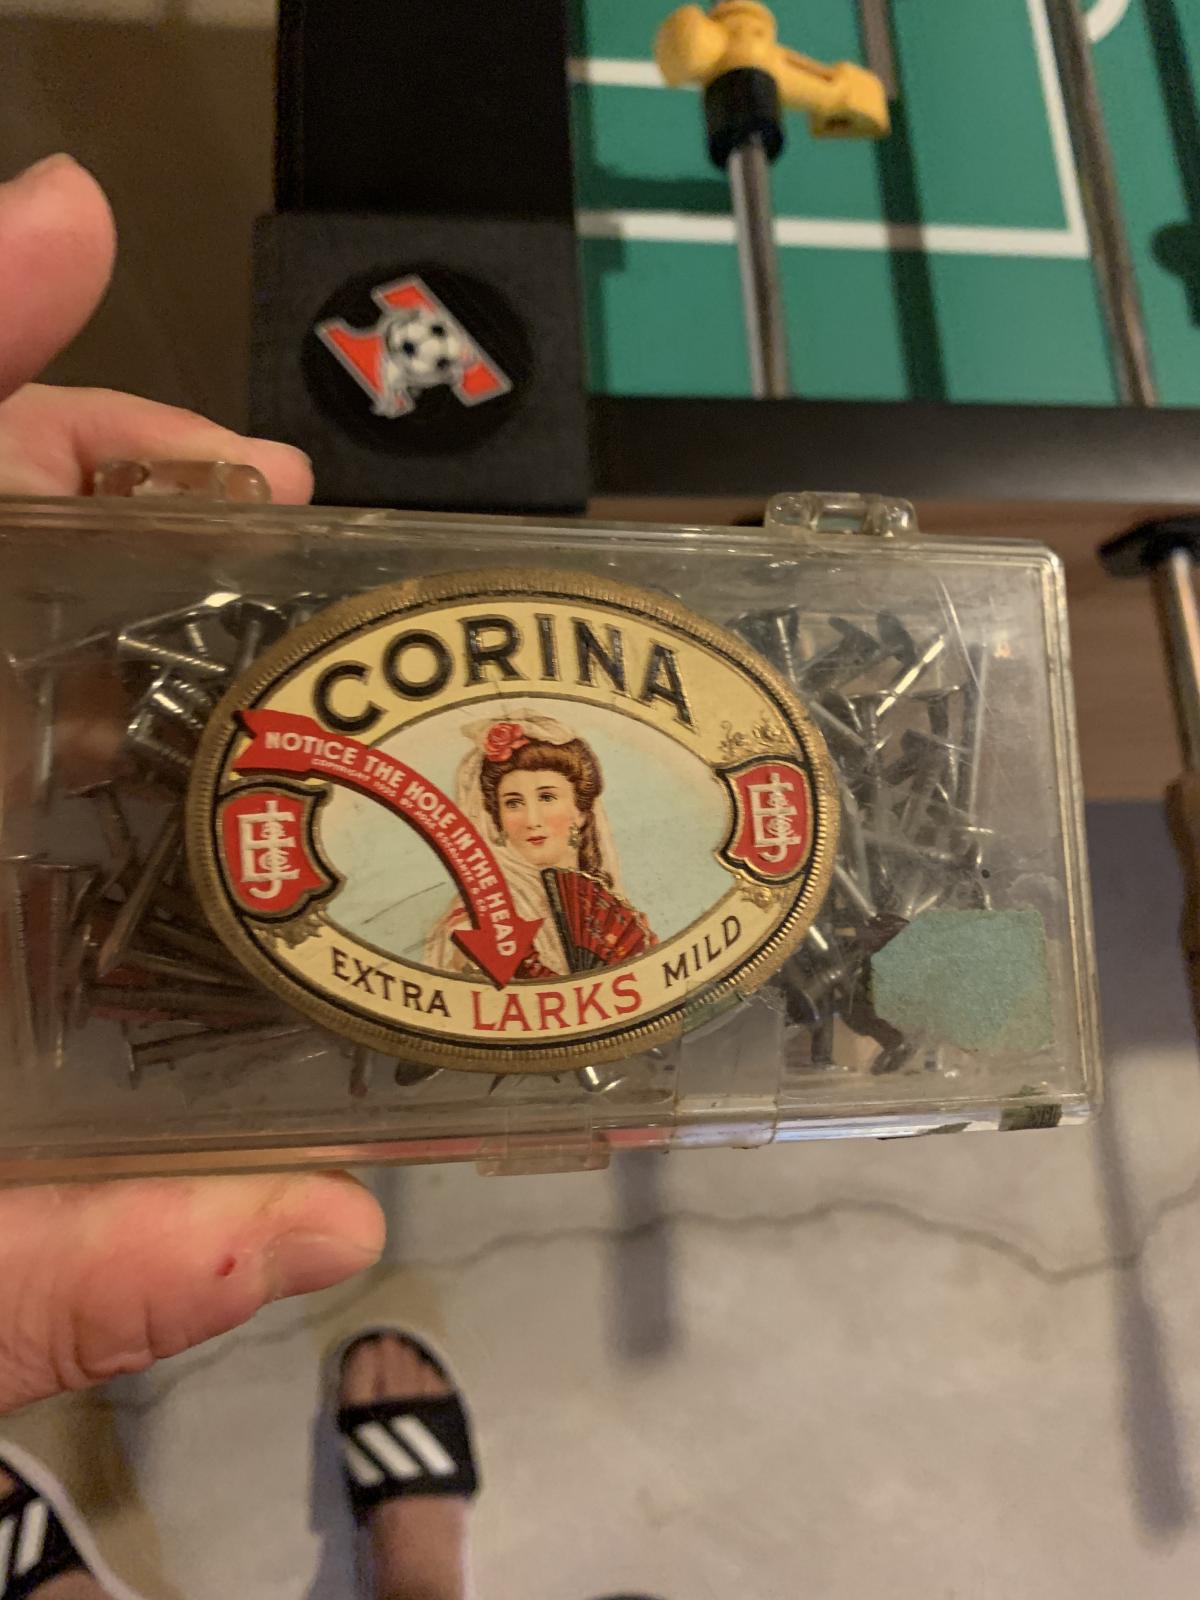 CORINA
NOTICE THE HOLE IN THE HEAD
EXTRA LARKS MILD